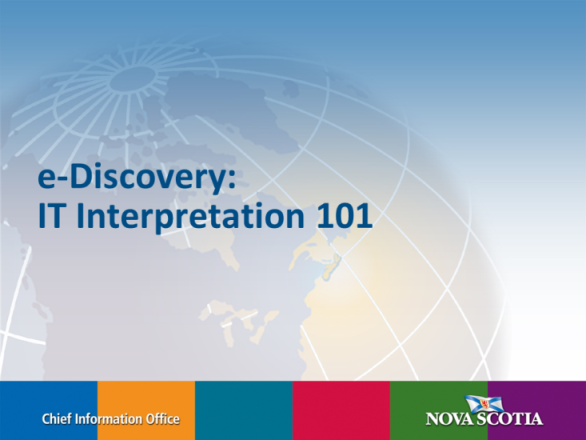 e-Discovery:
IT Interpretation 101
Chief Information Office
NOVA SCOTIA